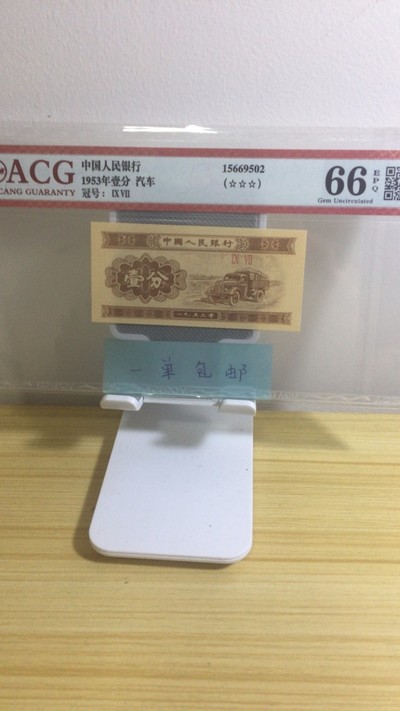 ACG
CANG GUARANTY
中国人民银行
1953年壹分 汽车
冠号: IX VII
15669502
(☆☆☆)
66 EPQ
Gem Uncirculated
中國人民銀行
IX VII
壹分
一九五三年
一单包邮